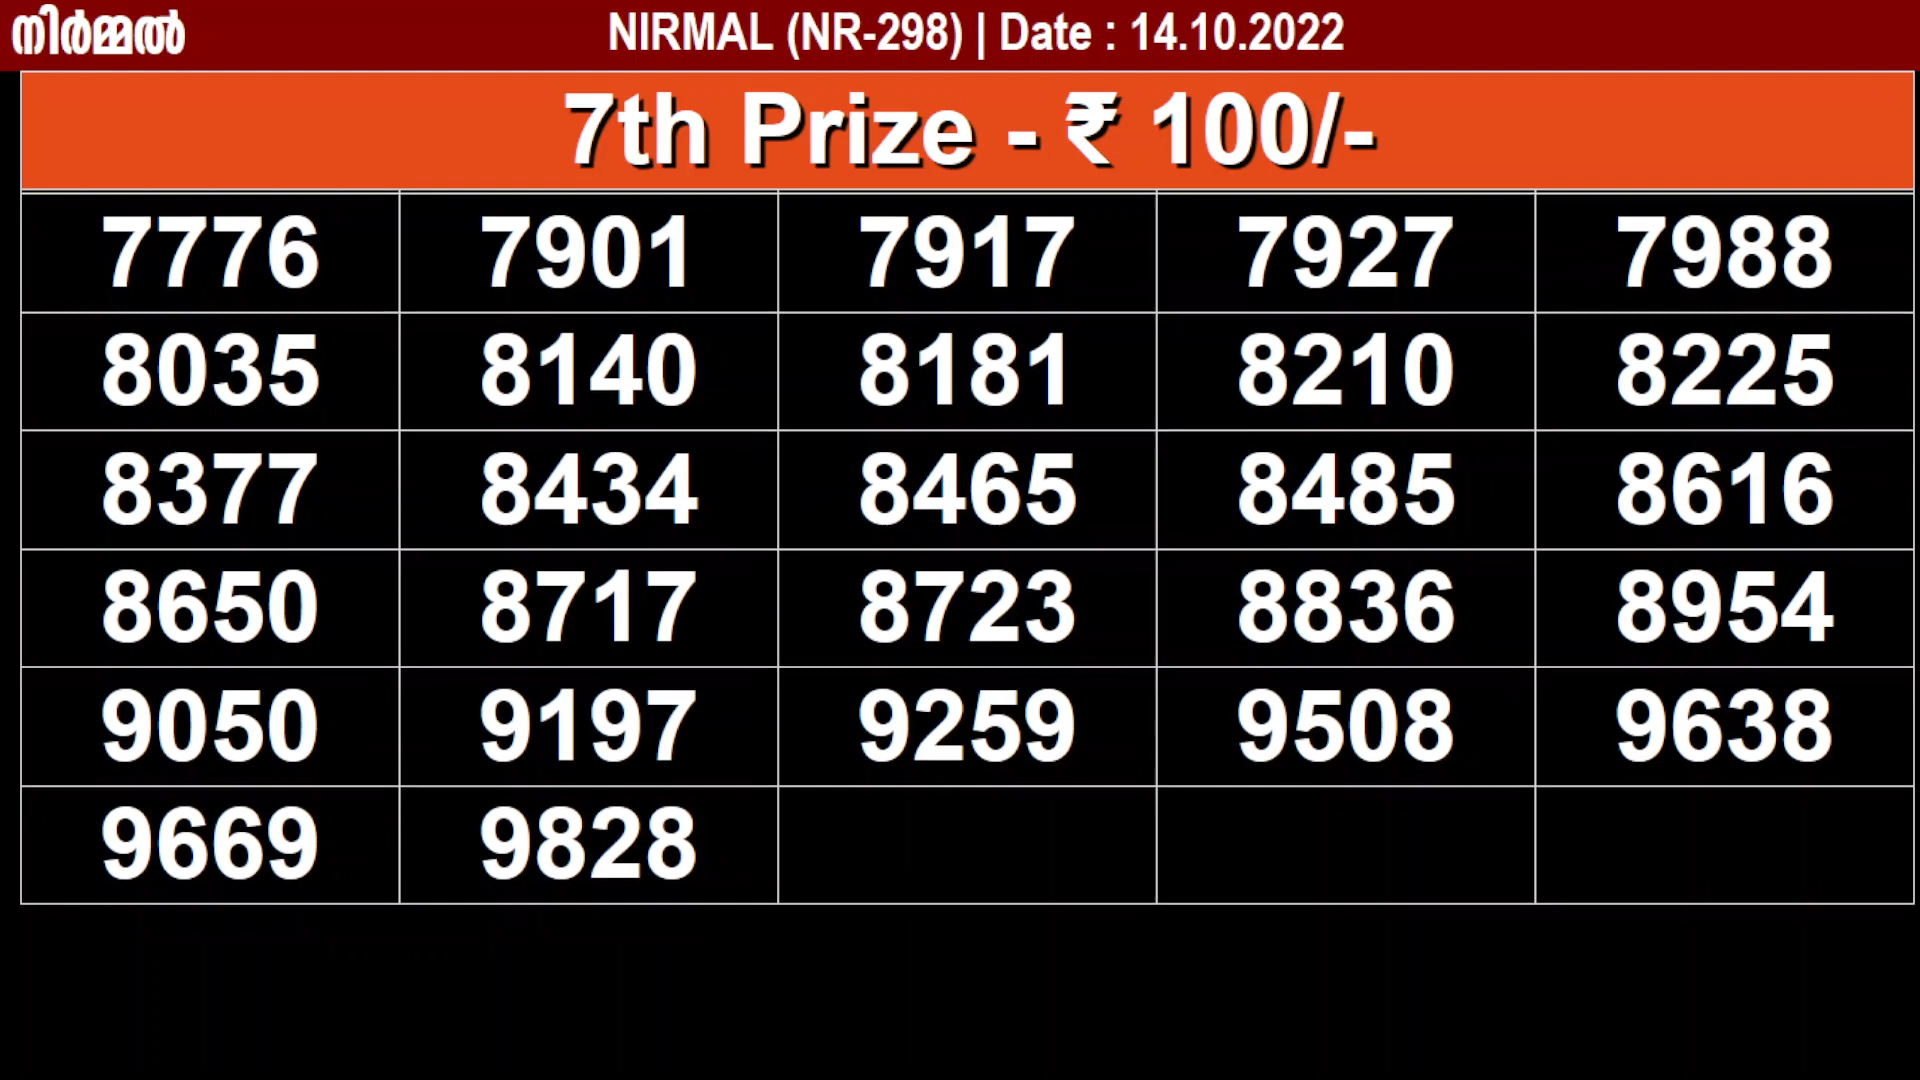 നിർമ്മൽ NIRMAL (NR-298) | Date : 14.10.2022
7th Prize - ₹ 100/-
7776 7901 7917 7927 7988
8035 8140 8181 8210 8225
8377 8434 8465 8485 8616
8650 8717 8723 8836 8954
9050 9197 9259 9508 9638
9669 9828